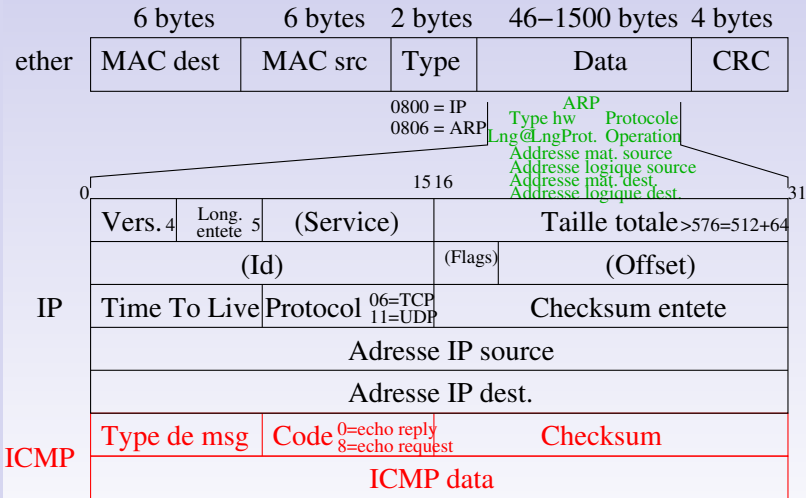 6 bytes 6 bytes 2 bytes 46−1500 bytes 4 bytes
ether MAC dest MAC src Type Data CRC
0800 = IP
0806 = ARP
ARP
Type hw Protocole
Lng@LngProt. Operation
Addresse mat. source
Addresse logique source
Addresse mat. dest.
Addresse logique dest.
0 15 16 31
Vers. 4 Long. entete 5 (Service) Taille totale >576=512+64
(Id) (Flags) (Offset)
IP Time To Live Protocol 06=TCP 11=UDP Checksum entete
Adresse IP source
Adresse IP dest.
ICMP Type de msg Code 0=echo reply 8=echo request Checksum
ICMP data